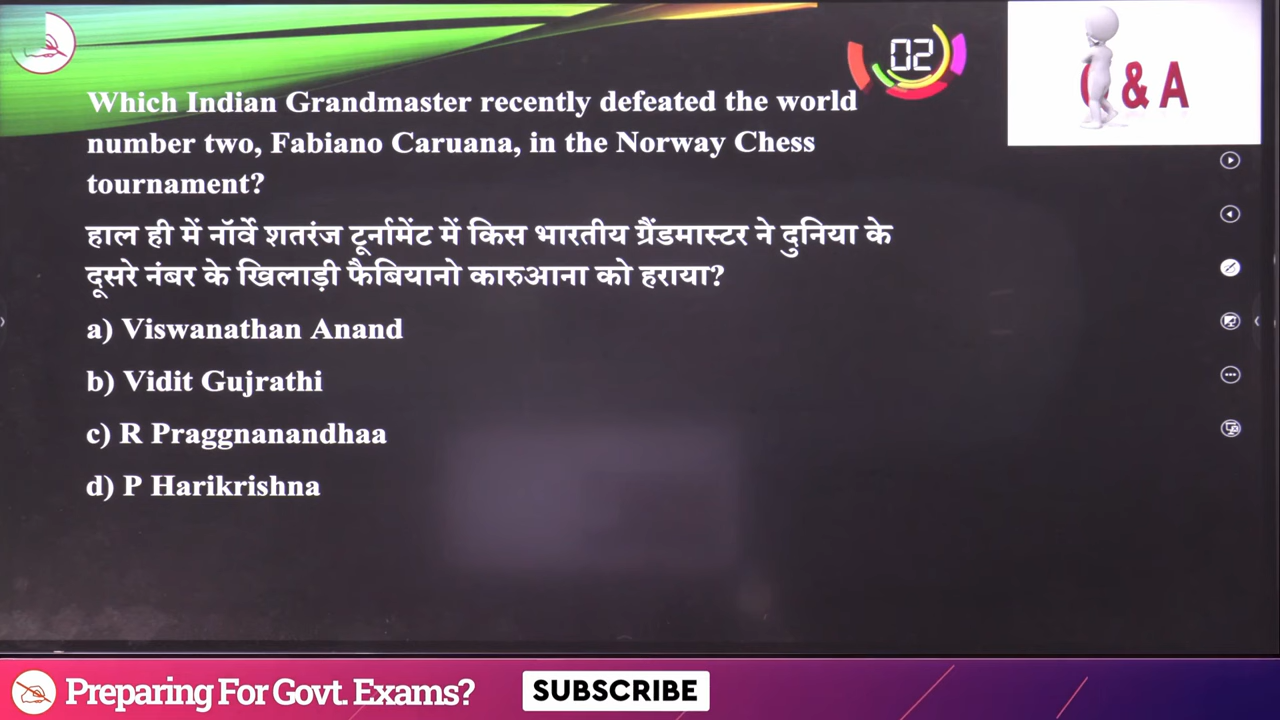 02
& A
Which Indian Grandmaster recently defeated the world
number two, Fabiano Caruana, in the Norway Chess
tournament?
हाल ही में नॉर्वे शतरंज टूर्नामेंट में किस भारतीय ग्रैंडमास्टर ने दुनिया के
दूसरे नंबर के खिलाड़ी फैबियानो कारुआना को हराया?
a) Viswanathan Anand
b) Vidit Gujrathi
c) R Praggnanandhaa
d) P Harikrishna
Preparing For Govt. Exams?
SUBSCRIBE